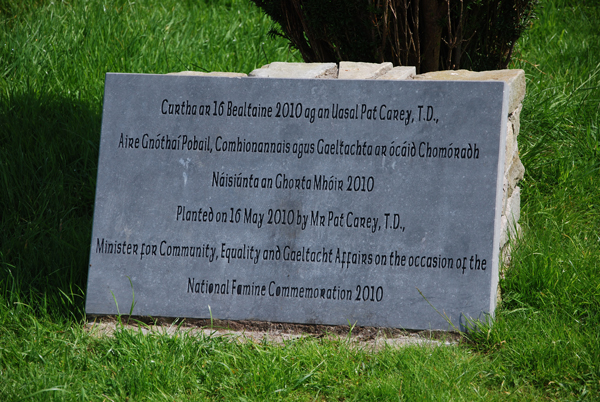 Curtha ar 16 Bealtaine 2010 ag an Uasal Pat Carey, T.D.,
Aire Gnóthaí Pobail, Comhionannais agus Gaeltachta ar ócáid Chomóradh
Náisiúnta an Ghorta Mhóir 2010
Planted on 16 May 2010 by Mr Pat Carey, T.D.,
Minister for Community, Equality and Gaeltacht Affairs on the occasion of the
National Famine Commemoration 2010